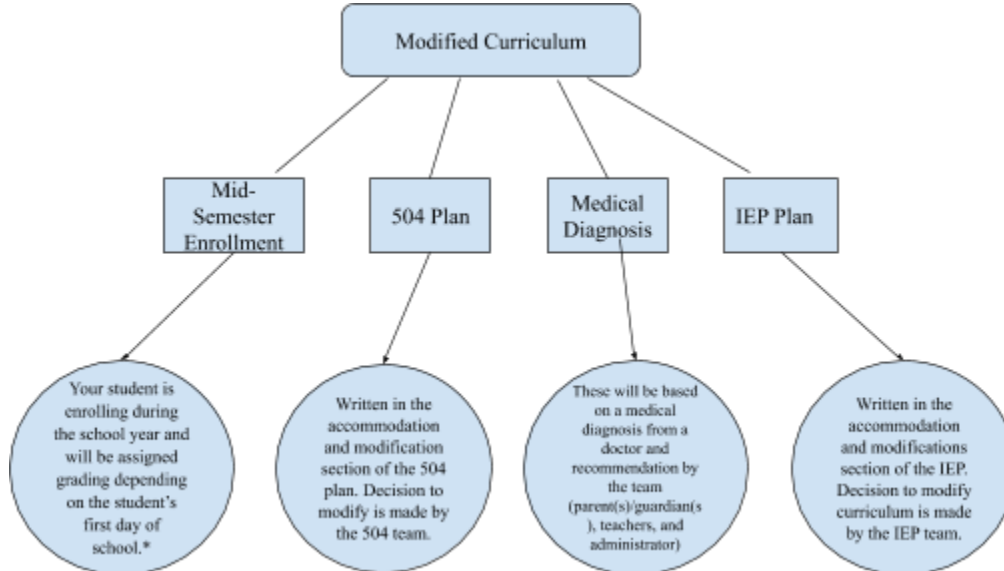 Modified Curriculum
Mid-
Semester
Enrollment
504 Plan
Medical
Diagnosis
IEP Plan
Your student is
enrolling during
the school year and
will be assigned
grading depending
on the student's
first day of
school.*
Written in the
accommodation
and modification
section of the 504
plan. Decision to
modify is made by
the 504 team.
These will be based
on a medical
diagnosis from a
doctor and
recommendation by
the team
(parent(s)/guardian(s
), teachers, and
administrator)
Written in the
accommodation
and modifications
section of the IEP.
Decision to modify
curriculum is made
by the IEP team.